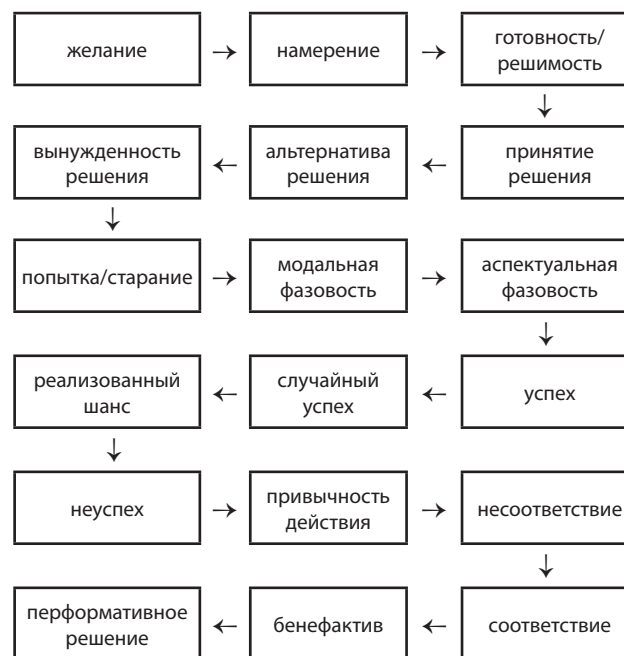 желание → намерение → готовность/
решимость
↓
вынужденность
решения ← альтернатива
решения ← принятие
решения
↓
попытка/старание → модальная
фазовость → аспектуальная
фазовость
↓
реализованный
шанс ← случайный
успех ← успех
↓
неуспех → привычность
действия → несоответствие
↓
перформативное
решение ← бенефактив ← соответствие